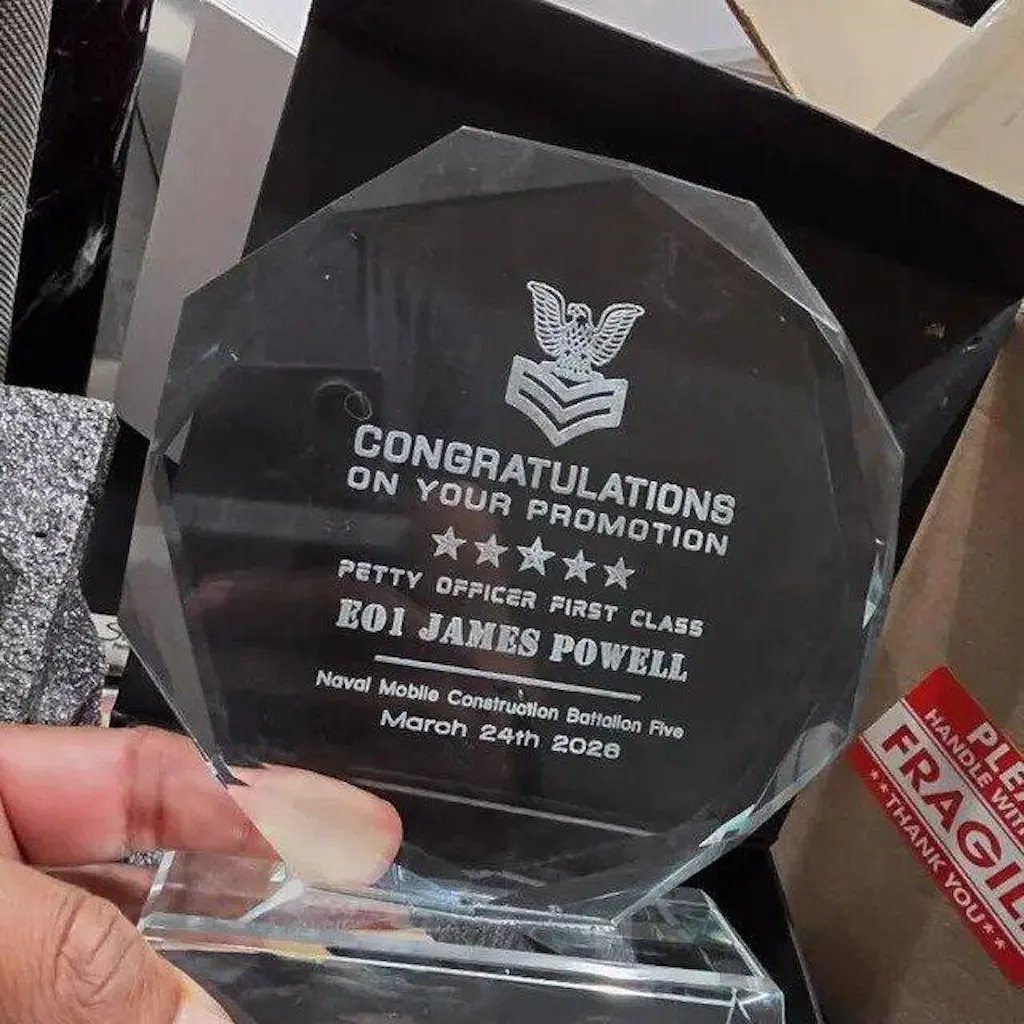 CONGRATULATIONS
ON YOUR PROMOTION
PETTY OFFICER FIRST CLASS
EO1 JAMES POWELL
Naval Mobile Construction Battalion Five
March 24th 2026
HANDLE WITH
FRAGIL
THANK YOU